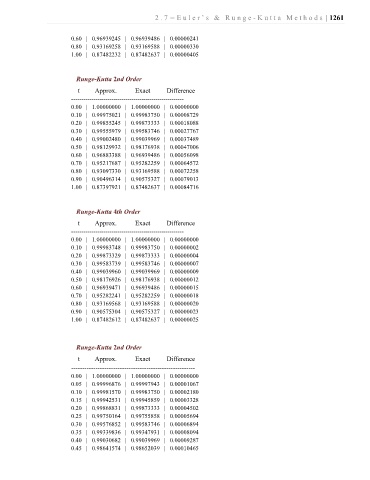 2.7–Euler's & Runge-Kutta Methods | 1261
0.60 | 0.96939245 | 0.96939486 | 0.00000241
0.80 | 0.93169258 | 0.93169588 | 0.00000330
1.00 | 0.87482232 | 0.87482637 | 0.00000405
Runge-Kutta 2nd Order
t Approx. Exact Difference
------------------------------------------------------
0.00 | 1.00000000 | 1.00000000 | 0.00000000
0.10 | 0.99975021 | 0.99983750 | 0.00008729
0.20 | 0.99855245 | 0.99873333 | 0.00018088
0.30 | 0.99555979 | 0.99583746 | 0.00027767
0.40 | 0.99002480 | 0.99039969 | 0.00037489
0.50 | 0.98129932 | 0.98176938 | 0.00047006
0.60 | 0.96883388 | 0.96939486 | 0.00056098
0.70 | 0.95217687 | 0.95282259 | 0.00064572
0.80 | 0.93097330 | 0.93169588 | 0.00072258
0.90 | 0.90496314 | 0.90575327 | 0.00079013
1.00 | 0.87397921 | 0.87482637 | 0.00084716
Runge-Kutta 4th Order
t Approx. Exact Difference
------------------------------------------------------
0.00 | 1.00000000 | 1.00000000 | 0.00000000
0.10 | 0.99983748 | 0.99983750 | 0.00000002
0.20 | 0.99873329 | 0.99873333 | 0.00000004
0.30 | 0.99583739 | 0.99583746 | 0.00000007
0.40 | 0.99039960 | 0.99039969 | 0.00000009
0.50 | 0.98176926 | 0.98176938 | 0.00000012
0.60 | 0.96939471 | 0.96939486 | 0.00000015
0.70 | 0.95282241 | 0.95282259 | 0.00000018
0.80 | 0.93169568 | 0.93169588 | 0.00000020
0.90 | 0.90575304 | 0.90575327 | 0.00000023
1.00 | 0.87482612 | 0.87482637 | 0.00000025
Runge-Kutta 2nd Order
t Approx. Exact Difference
------------------------------------------------------
0.00 | 1.00000000 | 1.00000000 | 0.00000000
0.05 | 0.99996876 | 0.99997943 | 0.00001067
0.10 | 0.99981570 | 0.99983750 | 0.00002180
0.15 | 0.99942531 | 0.99945859 | 0.00003328
0.20 | 0.99868831 | 0.99873333 | 0.00004502
0.25 | 0.99750164 | 0.99755858 | 0.00005694
0.30 | 0.99576852 | 0.99583746 | 0.00006894
0.35 | 0.99339836 | 0.99347931 | 0.00008094
0.40 | 0.99030682 | 0.99039969 | 0.00009287
0.45 | 0.98641574 | 0.98652039 | 0.00010465